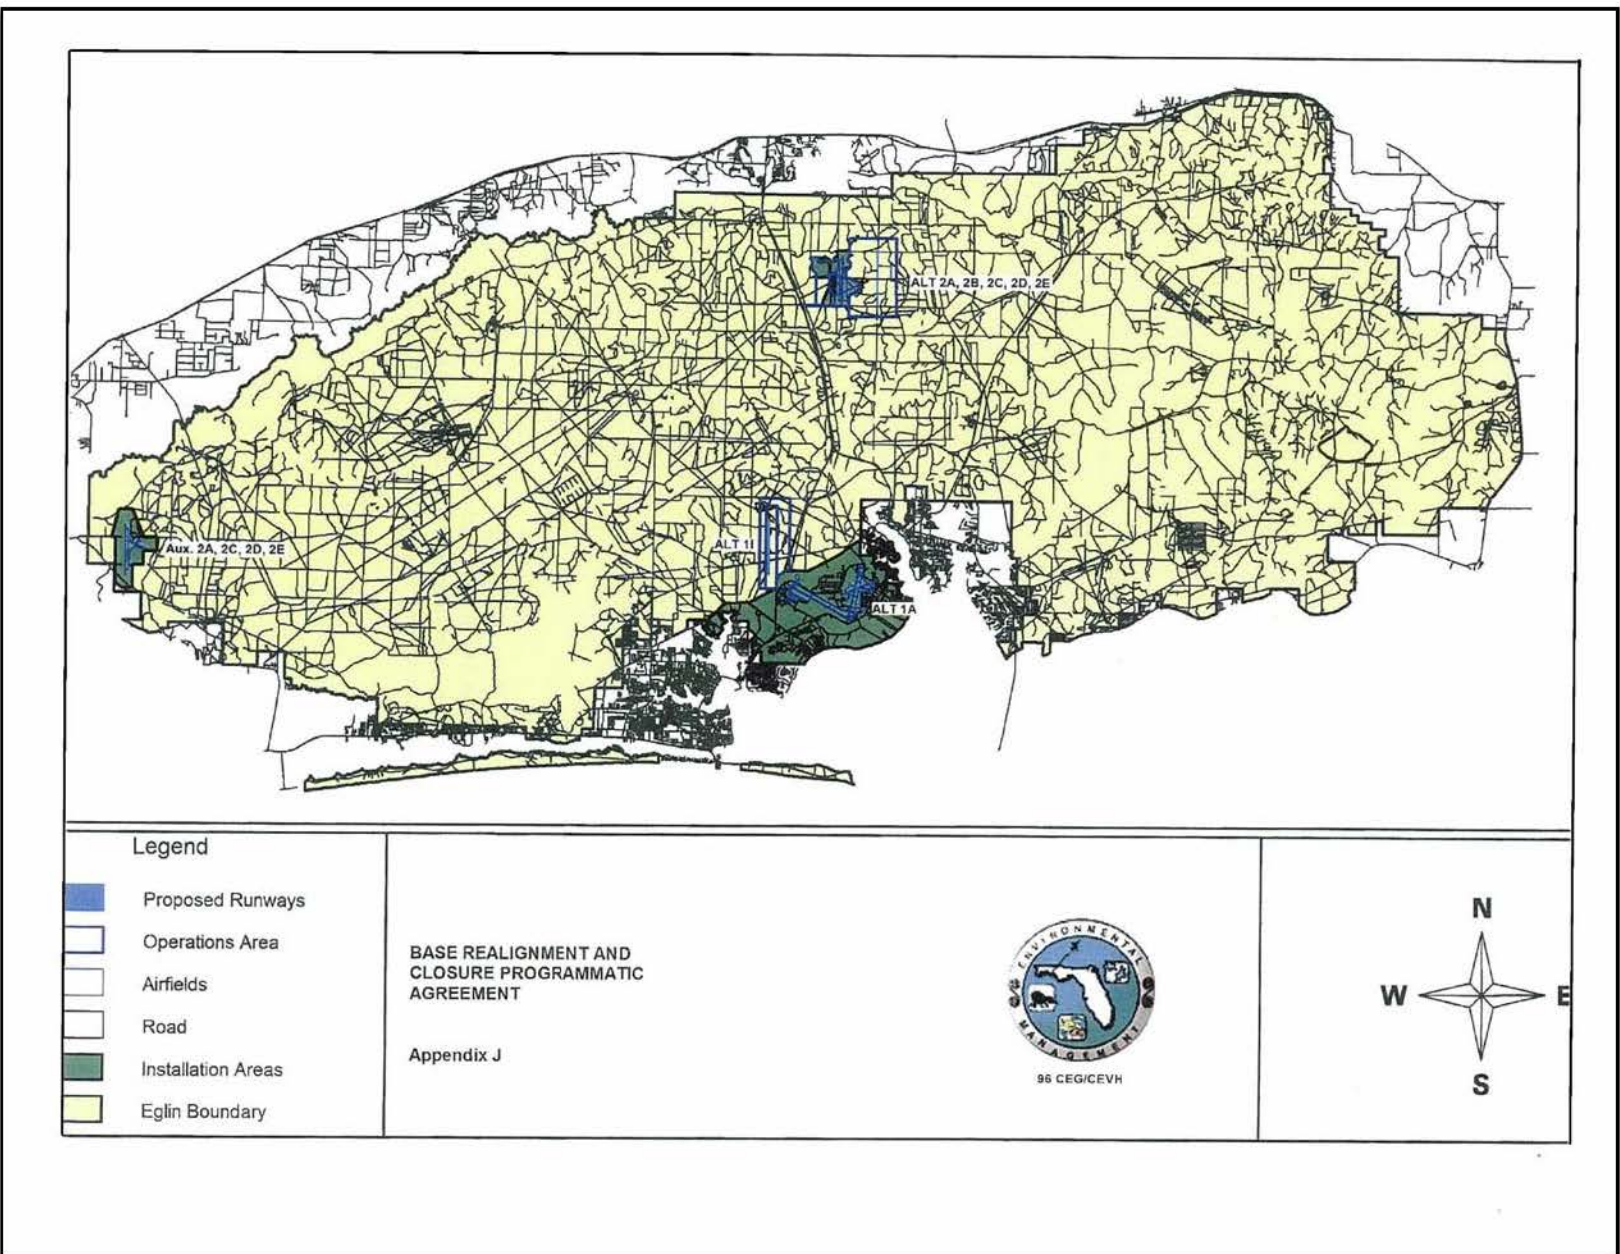 ALT 2A, 2B, 2C, 2D, 2E
Aux. 2A, 2C, 2D, 2E
ALT 1I
ALT 1A
Legend
Proposed Runways
Operations Area
Airfields
Road
Installation Areas
Eglin Boundary
BASE REALIGNMENT AND
CLOSURE PROGRAMMATIC
AGREEMENT
Appendix J
ENVIRONMENTAL
MANAGEMENT
96 CEG/CEVH
N
W
E
S